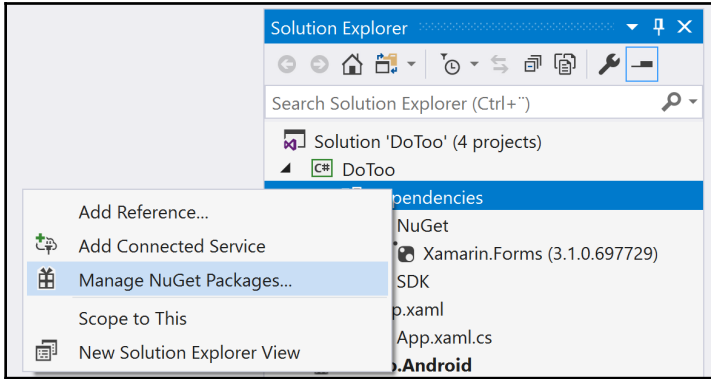 Solution Explorer
Search Solution Explorer (Ctrl+¨)
Solution 'DoToo' (4 projects)
C# DoToo
pendencies
NuGet
Xamarin.Forms (3.1.0.697729)
SDK
p.xaml
App.xaml.cs
.Android
Add Reference...
Add Connected Service
Manage NuGet Packages...
Scope to This
New Solution Explorer View